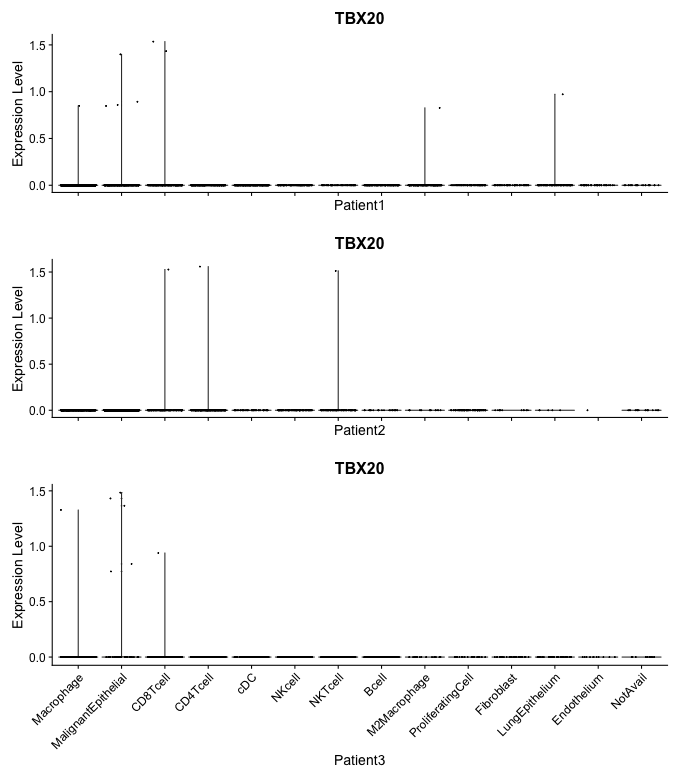 TBX20
Expression Level
1.5
1.0
0.5
0.0
Patient1
TBX20
Expression Level
1.5
1.0
0.5
0.0
Patient2
TBX20
Expression Level
1.5
1.0
0.5
0.0
Macrophage
MalignantEpithelial
CD8Tcell
CD4Tcell
cDC
NKcell
NKTcell
Bcell
M2Macrophage
ProliferatingCell
Fibroblast
LungEpithelium
Endothelium
NotAvail
Patient3